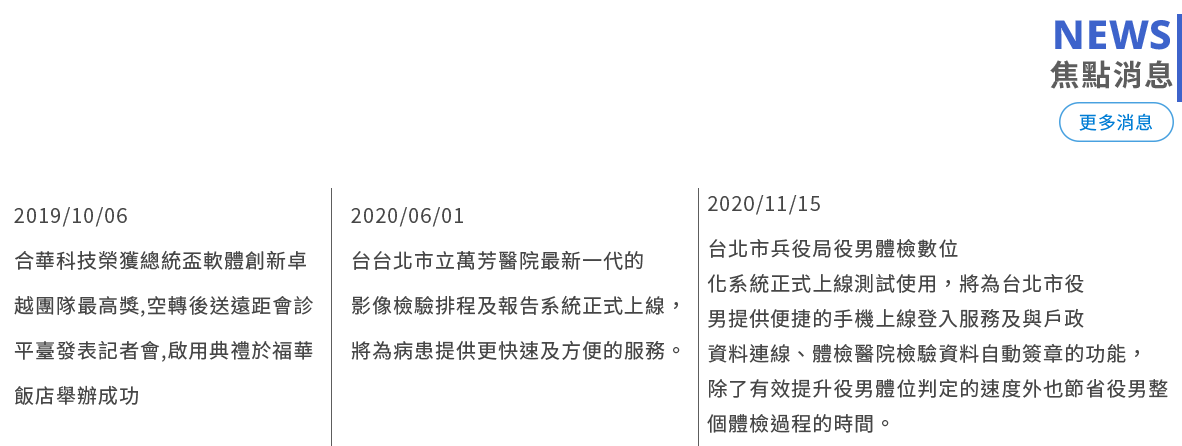 NEWS
焦點消息
更多消息
2019/10/06
合華科技榮獲總統盃軟體創新卓
越團隊最高獎,空轉後送遠距會診
平臺發表記者會,啟用典禮於福華
飯店舉辦成功
2020/06/01
台台北市立萬芳醫院最新一代的
影像檢驗排程及報告系統正式上線，
將為病患提供更快速及方便的服務。
2020/11/15
台北市兵役局役男體檢數位
化系統正式上線測試使用，將為台北市役
男提供便捷的手機上線登入服務及與戶政
資料連線、體檢醫院檢驗資料自動簽章的功能，
除了有效提升役男體位判定的速度外也節省役男整
個體檢過程的時間。